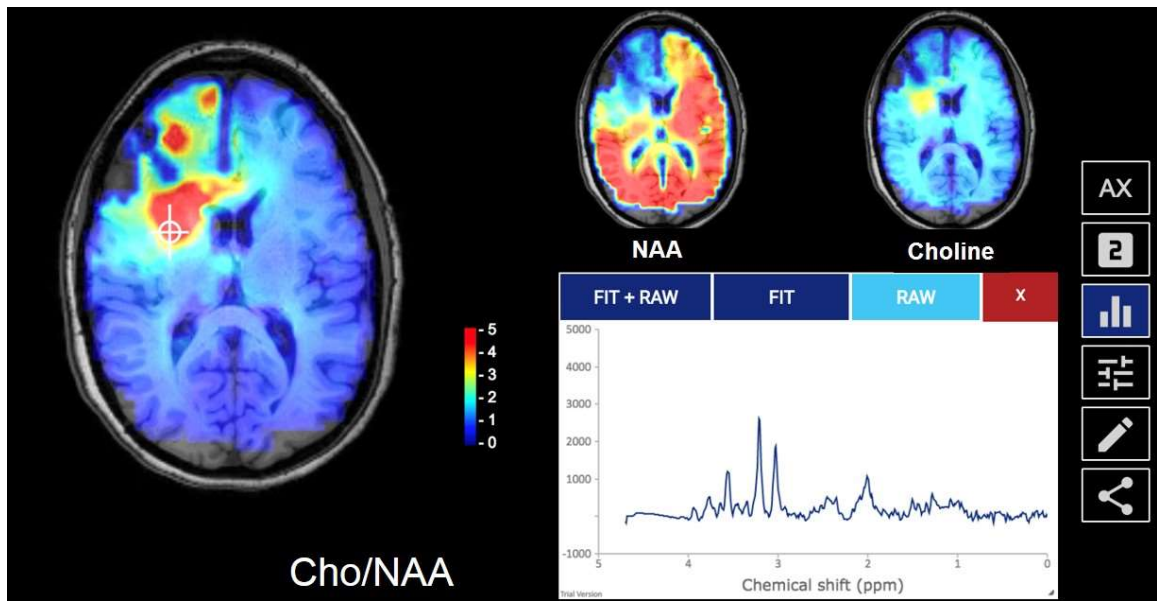 NAA
Choline
AX
2
FIT + RAW
FIT
RAW
X
- 5
- 4
- 3
- 2
- 1
- 0
5000
4000
3000
2000
1000
-1000
5
4
3
2
1
0
Chemical shift (ppm)
Trial Version
Cho/NAA